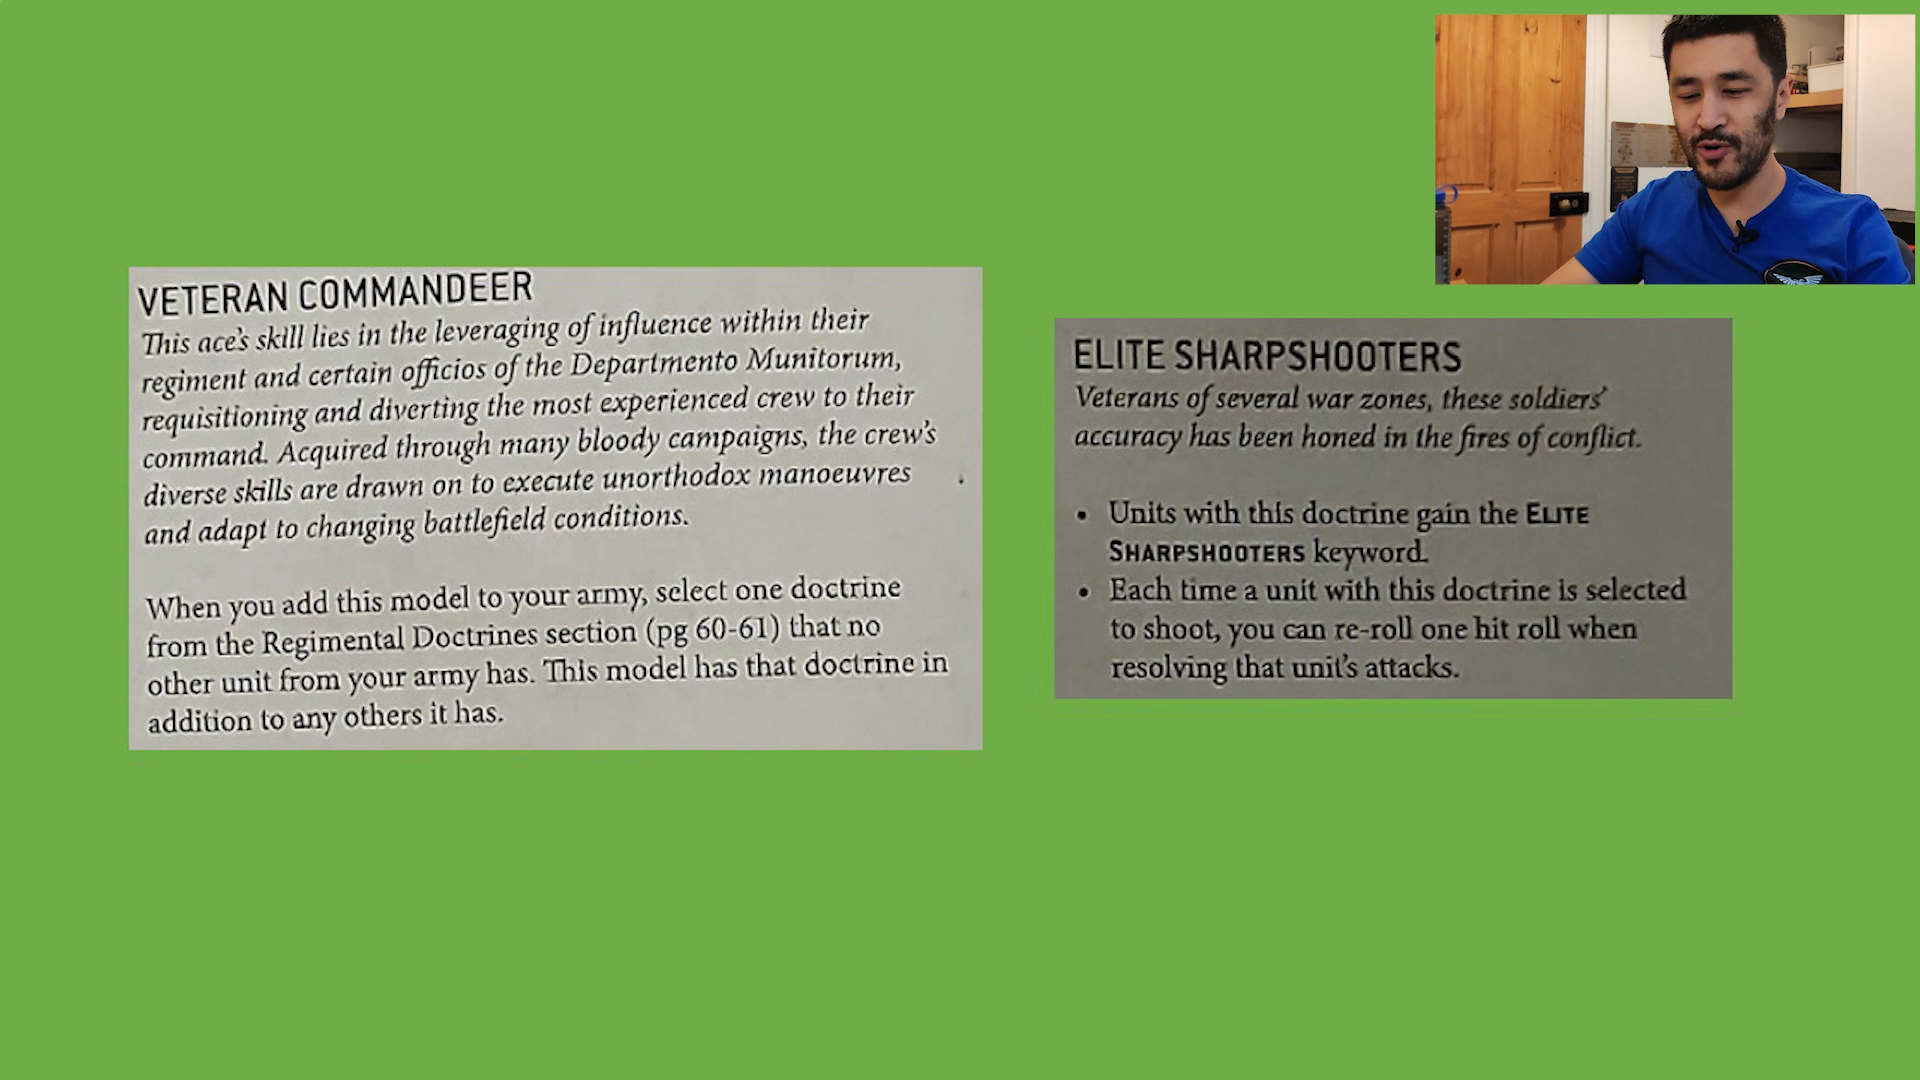 VETERAN COMMANDEER
This ace's skill lies in the leveraging of influence within their
regiment and certain officios of the Departmento Munitorum,
requisitioning and diverting the most experienced crew to their
command. Acquired through many bloody campaigns, the crew's
diverse skills are drawn on to execute unorthodox manoeuvres
and adapt to changing battlefield conditions.
When you add this model to your army, select one doctrine
from the Regimental Doctrines section (pg 60-61) that no
other unit from your army has. This model has that doctrine in
addition to any others it has.
ELITE SHARPSHOOTERS
Veterans of several war zones, these soldiers'
accuracy has been honed in the fires of conflict.
• Units with this doctrine gain the ELITE
SHARPSHOOTERS keyword.
• Each time a unit with this doctrine is selected
to shoot, you can re-roll one hit roll when
resolving that unit's attacks.